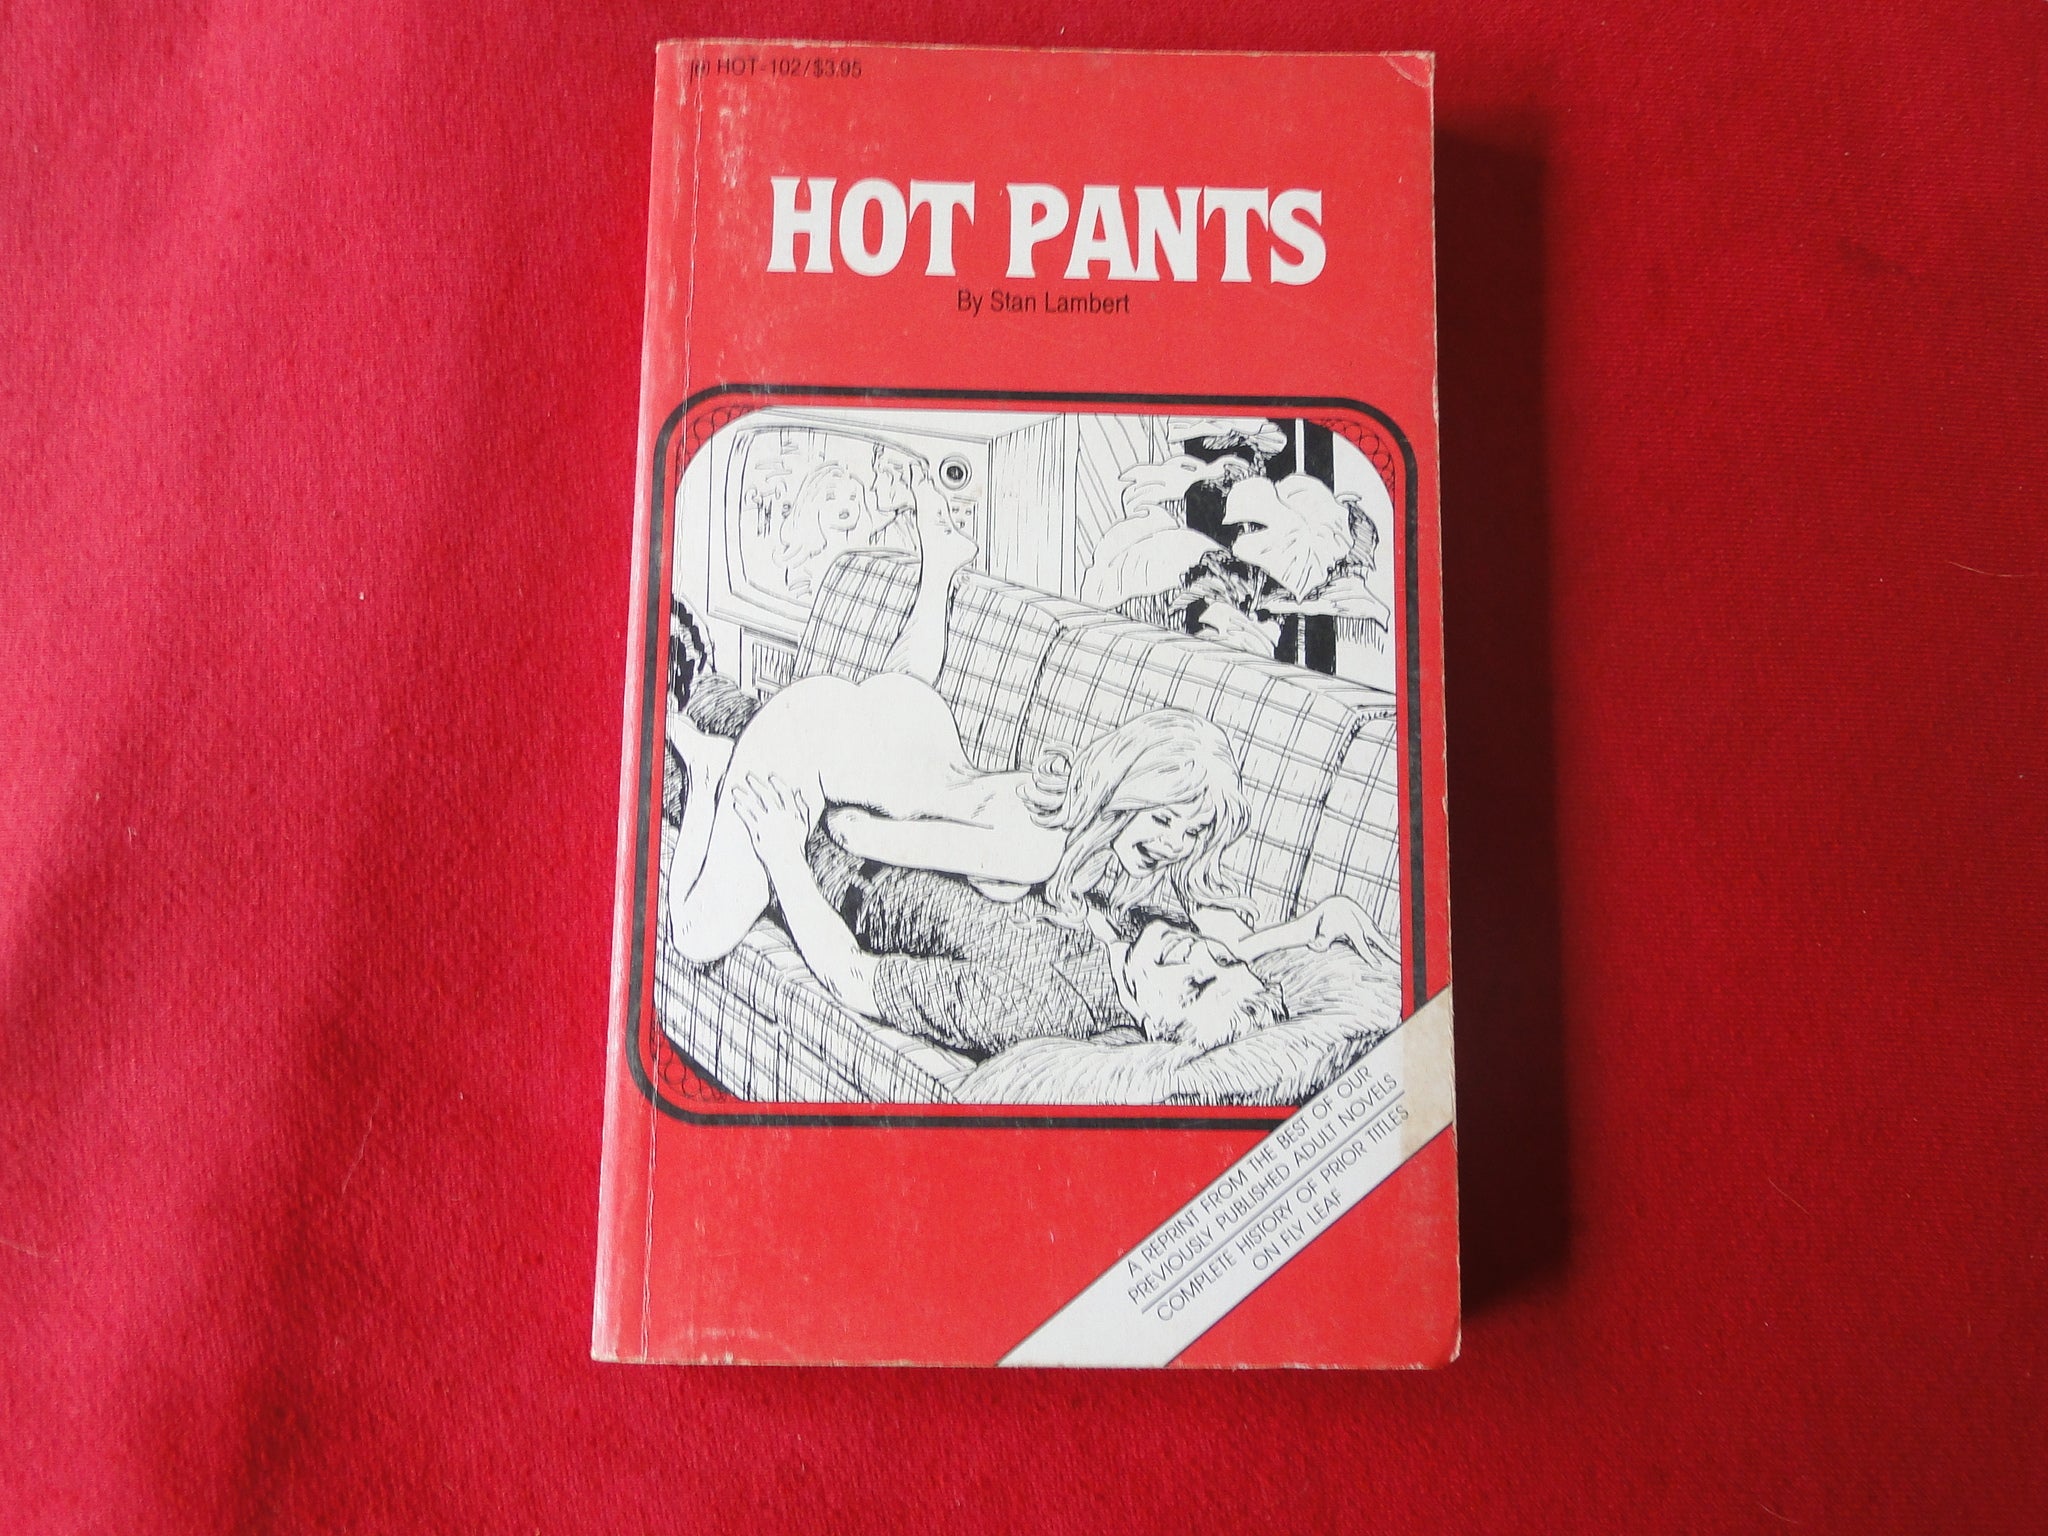 HOT-102/$3.95
HOT PANTS
By Stan Lambert
A REPRINT FROM THE BEST OF OUR
PREVIOUSLY PUBLISHED ADULT NOVELS
COMPLETE HISTORY OF PRIOR TITLES
ON FLY LEAF